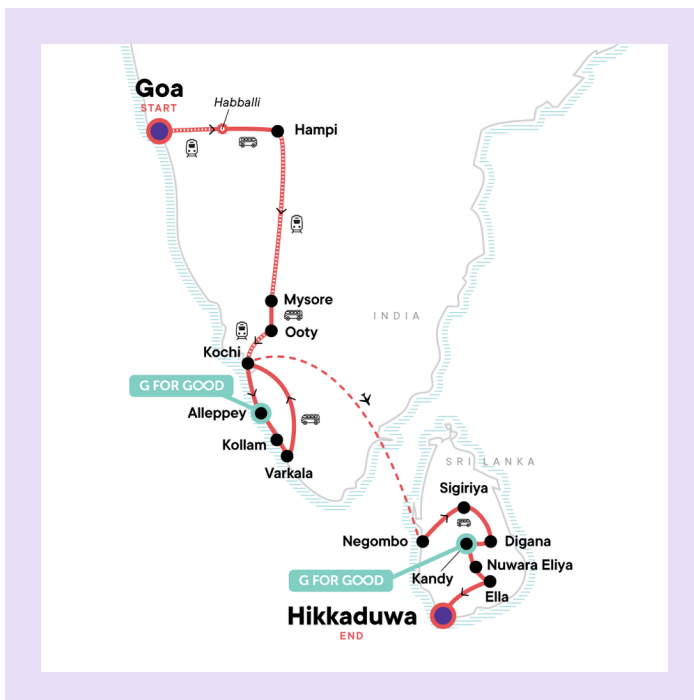 Goa
START
Habballi
Hampi
Mysore
INDIA
Ooty
Kochi
G FOR GOOD
Alleppey
Kollam
Varkala
SRI LANKA
Sigiriya
Negombo
Digana
Nuwara Eliya
Kandy
G FOR GOOD
Ella
Hikkaduwa
END